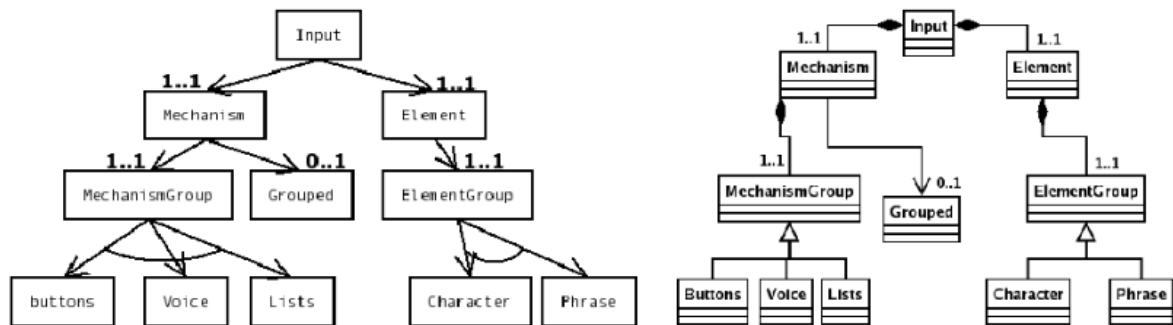 Input
1..1 1..1
Mechanism Element
1..1 0..1 1..1
MechanismGroup Grouped ElementGroup
buttons Voice Lists Character Phrase
Input
1..1 1..1
Mechanism Element
1..1 1..1
MechanismGroup 0..1 ElementGroup
Grouped
Buttons Voice Lists Character Phrase